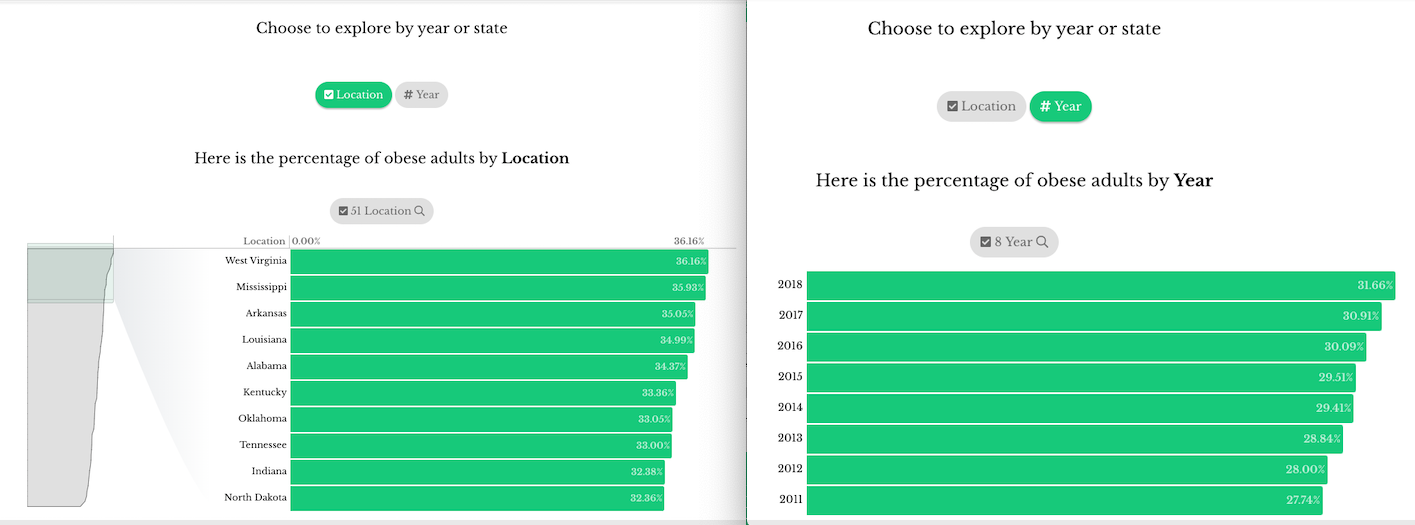 Choose to explore by year or state
Location # Year
Here is the percentage of obese adults by Location
51 Location
Location 0.00% 36.16%
West Virginia 36.16%
Mississippi 35.93%
Arkansas 35.05%
Louisiana 34.99%
Alabama 34.37%
Kentucky 33.36%
Oklahoma 33.05%
Tennessee 33.00%
Indiana 32.38%
North Dakota 32.36%
Choose to explore by year or state
Location # Year
Here is the percentage of obese adults by Year
8 Year
2018 31.66%
2017 30.91%
2016 30.09%
2015 29.51%
2014 29.41%
2013 28.84%
2012 28.00%
2011 27.74%